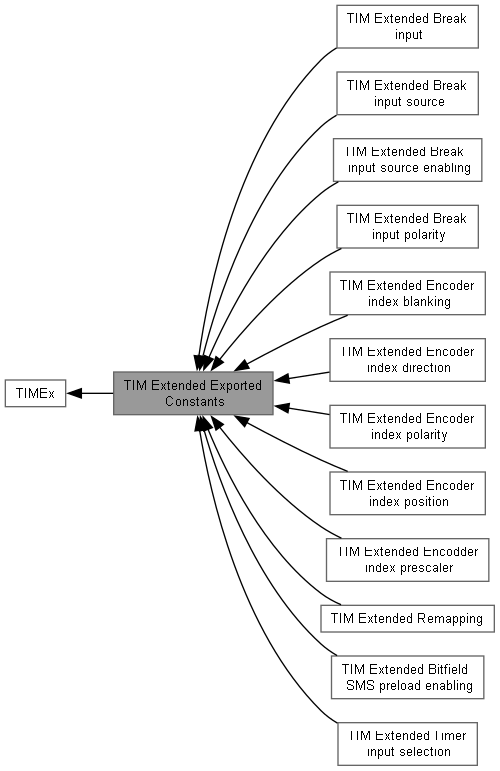 TIM Extended Break
input
TIM Extended Break
input source
TIM Extended Break
input source enabling
TIM Extended Break
input polarity
TIM Extended Encoder
index blanking
TIM Extended Encoder
index direction
TIMEx
TIM Extended Exported
Constants
TIM Extended Encoder
index polarity
TIM Extended Encoder
index position
TIM Extended Encodder
index prescaler
TIM Extended Remapping
TIM Extended Bitfield
SMS preload enabling
TIM Extended Timer
input selection